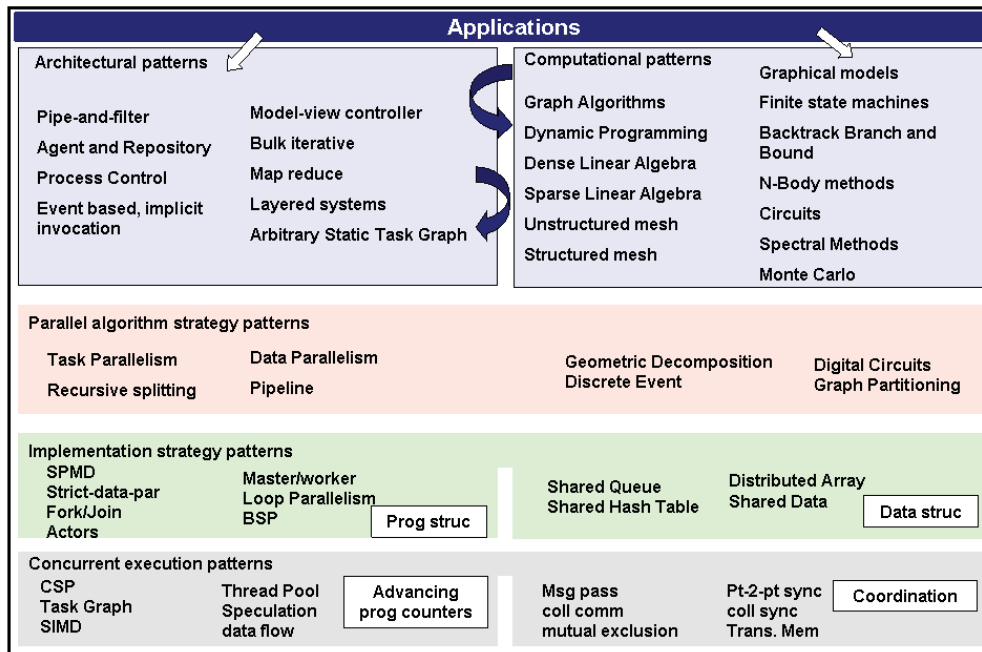 Applications
Architectural patterns
Pipe-and-filter
Agent and Repository
Process Control
Event based, implicit
invocation
Model-view controller
Bulk iterative
Map reduce
Layered systems
Arbitrary Static Task Graph
Computational patterns
Graph Algorithms
Dynamic Programming
Dense Linear Algebra
Sparse Linear Algebra
Unstructured mesh
Structured mesh
Graphical models
Finite state machines
Backtrack Branch and
Bound
N-Body methods
Circuits
Spectral Methods
Monte Carlo
Parallel algorithm strategy patterns
Task Parallelism
Recursive splitting
Data Parallelism
Pipeline
Geometric Decomposition
Discrete Event
Digital Circuits
Graph Partitioning
Implementation strategy patterns
SPMD
Strict-data-par
Fork/Join
Actors
Master/worker
Loop Parallelism
BSP
Prog struc
Shared Queue
Shared Hash Table
Distributed Array
Shared Data
Data struc
Concurrent execution patterns
CSP
Task Graph
SIMD
Thread Pool
Speculation
data flow
Advancing
prog counters
Msg pass
coll comm
mutual exclusion
Pt-2-pt sync
coll sync
Trans. Mem
Coordination